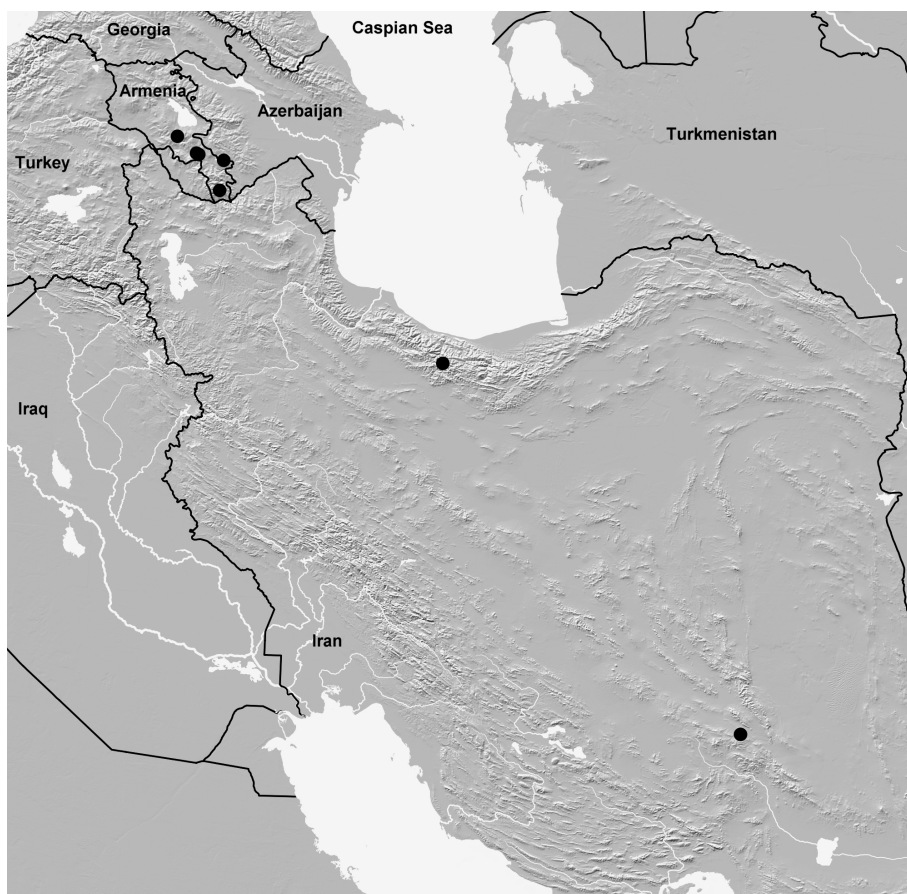 Georgia
Caspian Sea
Armenia
Azerbaijan
Turkmenistan
Turkey
Iraq
Iran